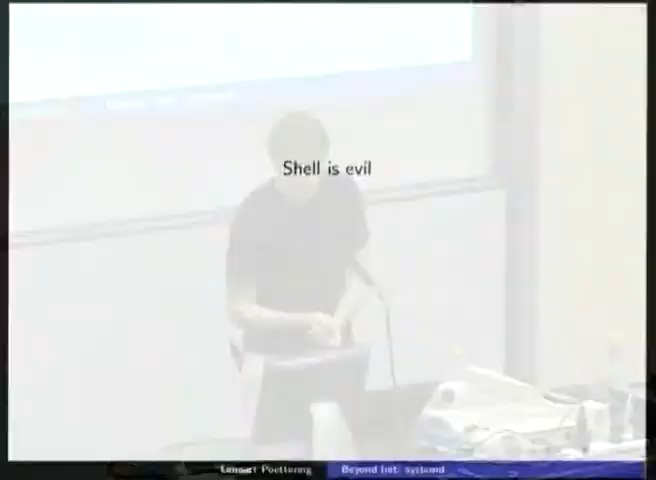 Shell is evil
Lennart Poettering
Beyond Init: systemd